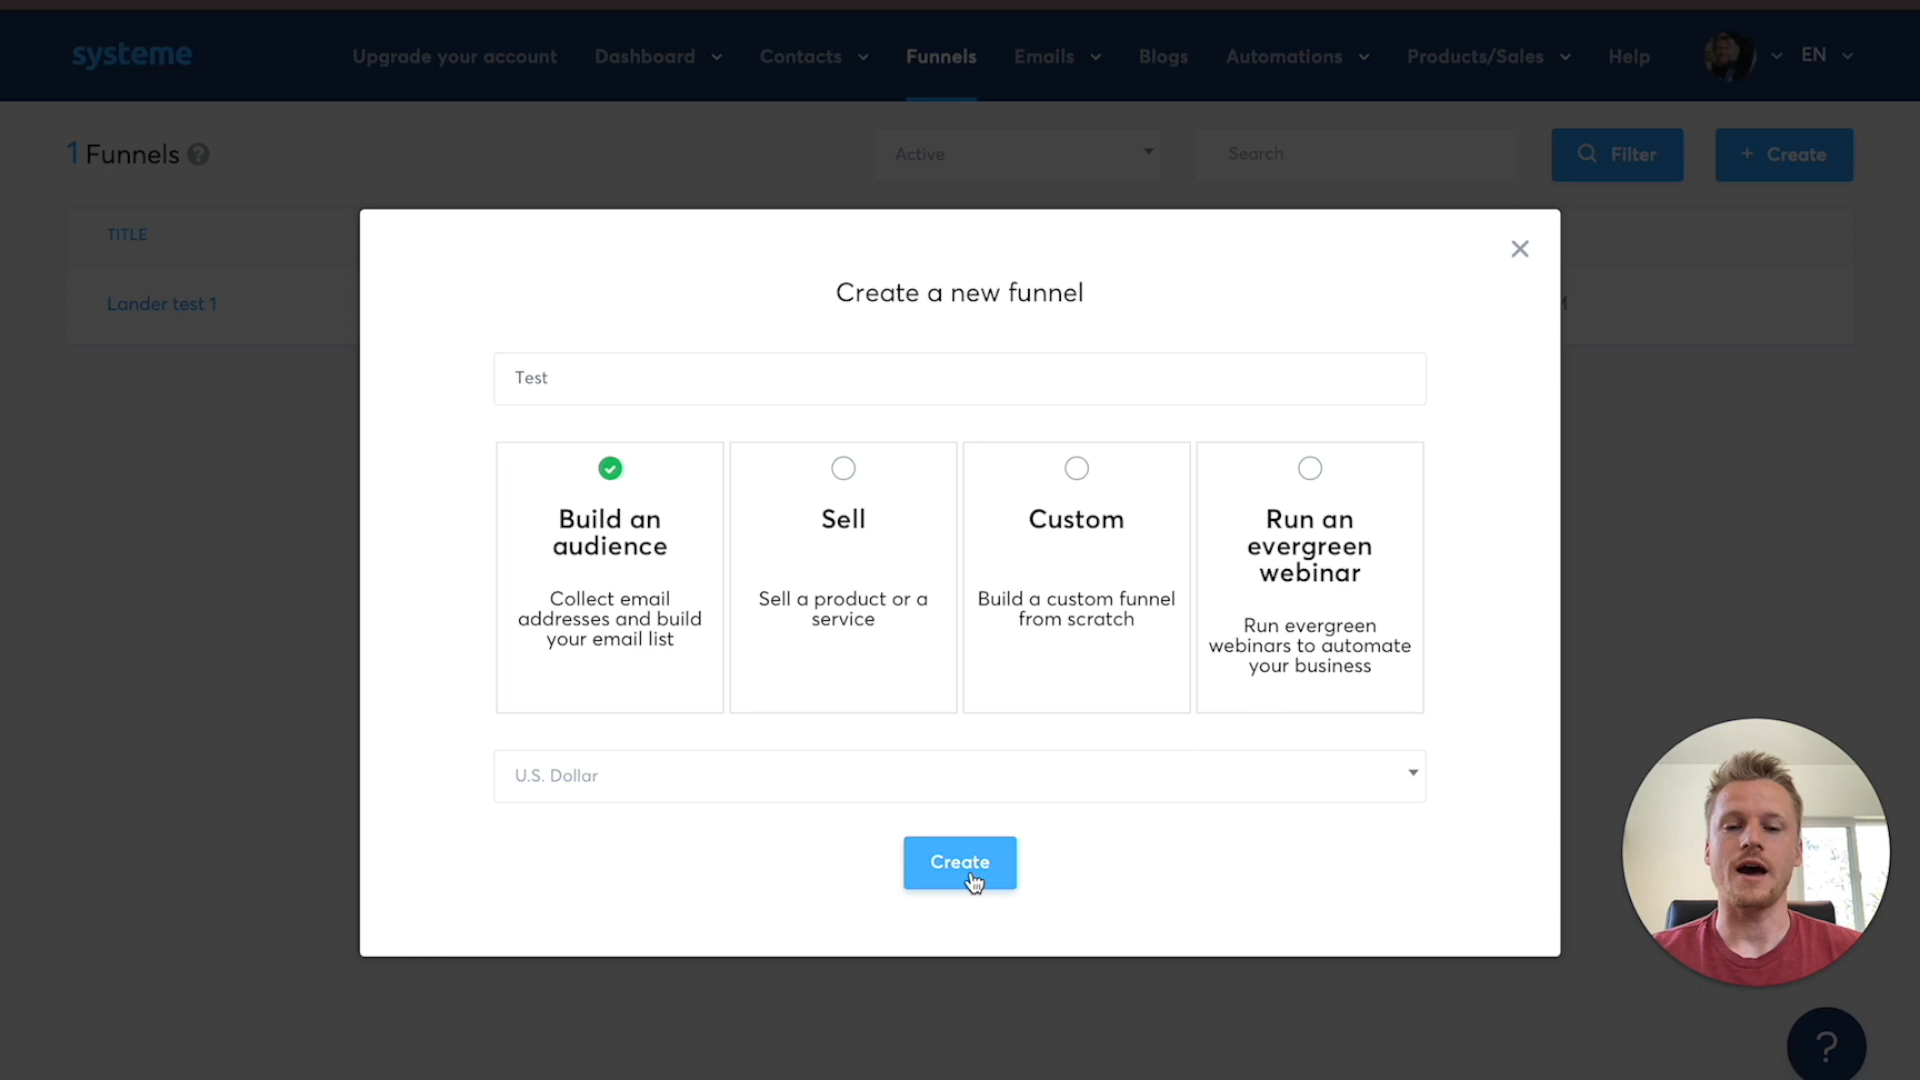 systeme
Upgrade your account
Dashboard
Contacts
Funnels
Emails
Blogs
Automations
Products/Sales
Help
EN
1 Funnels ?
Active
Search
Filter
+ Create
TITLE
Lander test 1
Create a new funnel
Test
Build an
audience
Collect email
addresses and build
your email list
Sell
Sell a product or a
service
Custom
Build a custom funnel
from scratch
Run an
evergreen
webinar
Run evergreen
webinars to automate
your business
U.S. Dollar
Create
?